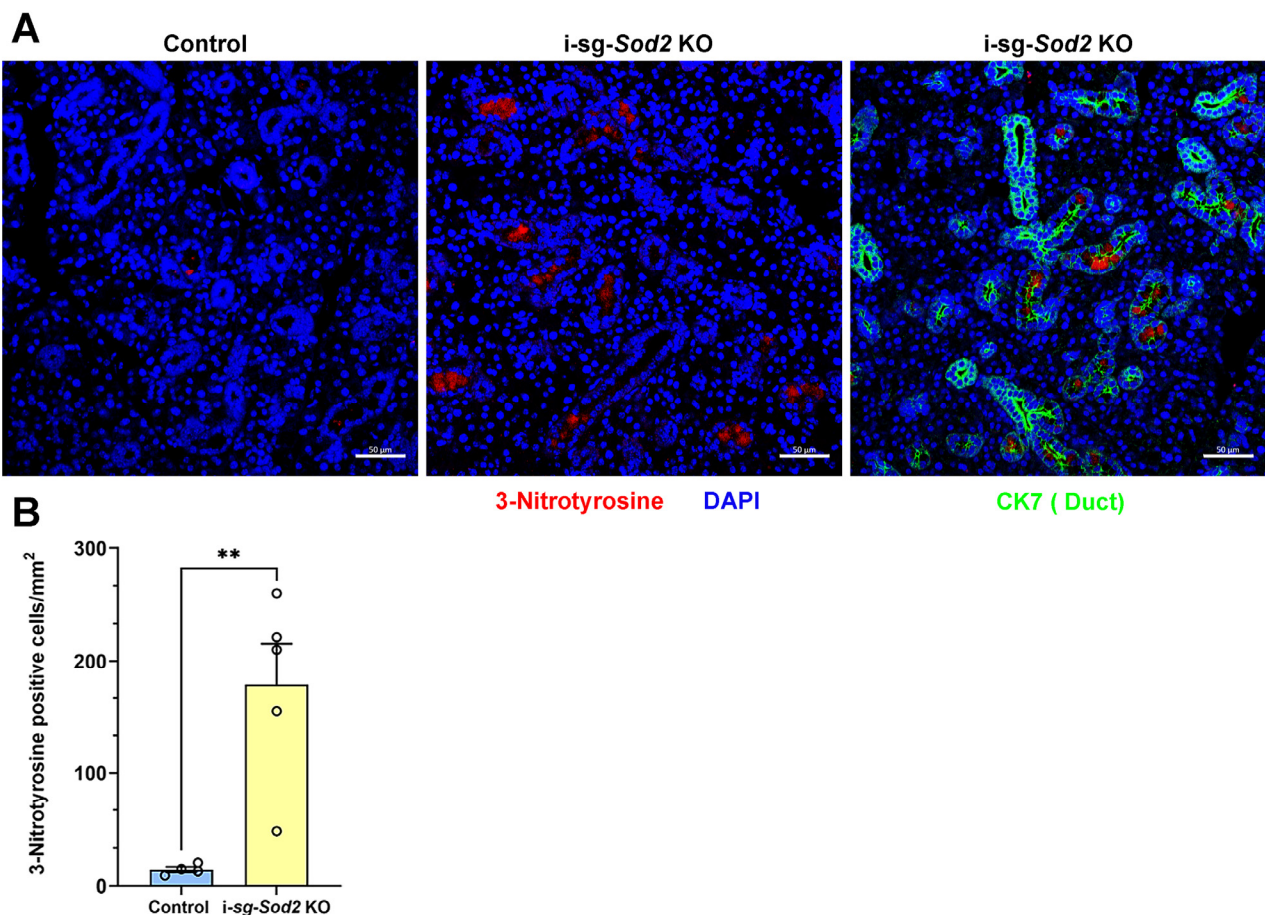 A
Control
i-sg-Sod2 KO
i-sg-Sod2 KO
50 µm
50 µm
50 µm
3-Nitrotyrosine DAPI
CK7 ( Duct)
B
3-Nitrotyrosine positive cells/mm²
300
200
100
0
**
Control
i-sg-Sod2 KO